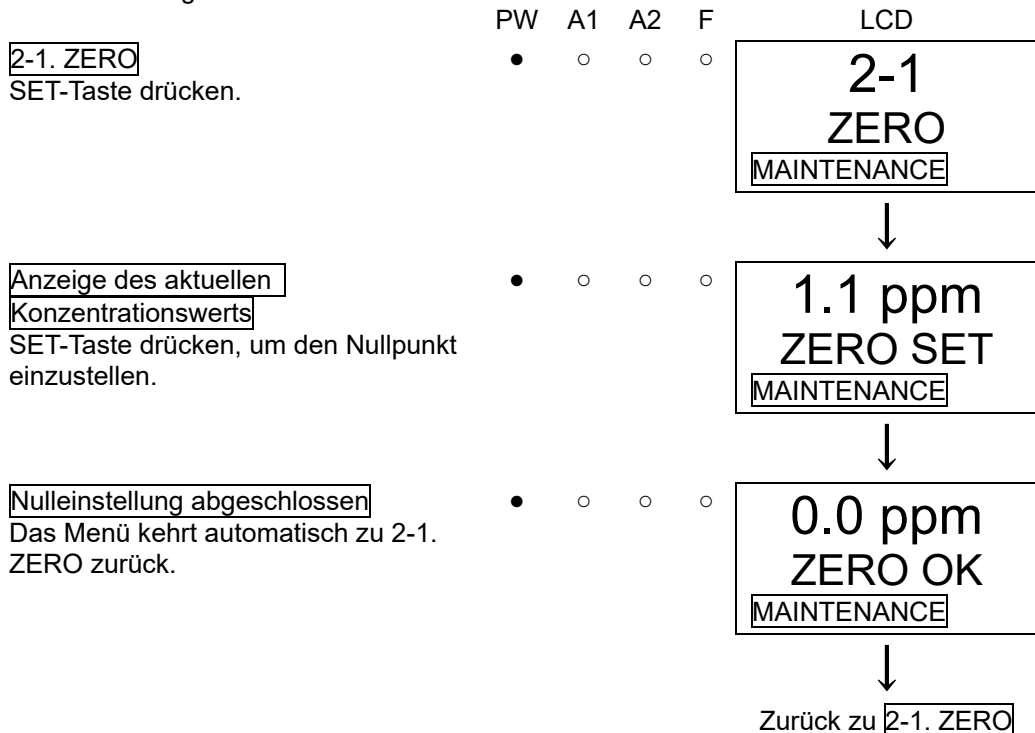 PW A1 A2 F LCD
2-1. ZERO ● ○ ○ ○
SET-Taste drücken.
2-1
ZERO
MAINTENANCE
↓
Anzeige des aktuellen ● ○ ○ ○
Konzentrationswerts
SET-Taste drücken, um den Nullpunkt
einzustellen.
1.1 ppm
ZERO SET
MAINTENANCE
↓
Nulleinstellung abgeschlossen ● ○ ○ ○
Das Menü kehrt automatisch zu 2-1.
ZERO zurück.
0.0 ppm
ZERO OK
MAINTENANCE
↓
Zurück zu 2-1. ZERO